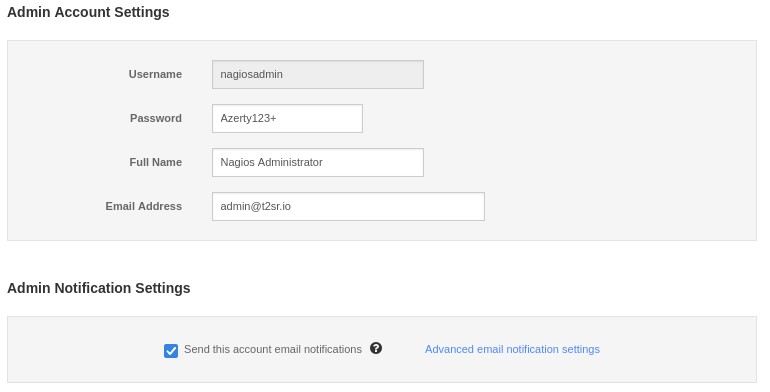 Admin Account Settings
Username nagiosadmin
Password Azerty123+
Full Name Nagios Administrator
Email Address admin@t2sr.io
Admin Notification Settings
Send this account email notifications ? Advanced email notification settings